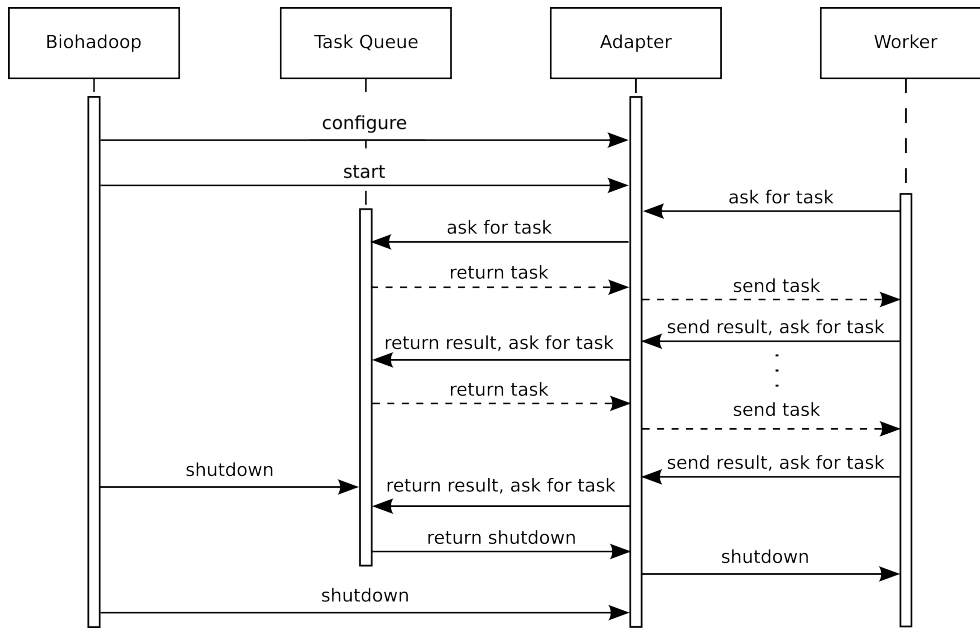 Biohadoop
Task Queue
Adapter
Worker
configure
start
ask for task
ask for task
return task
send task
send result, ask for task
return result, ask for task
return task
send task
send result, ask for task
shutdown
return result, ask for task
return shutdown
shutdown
shutdown